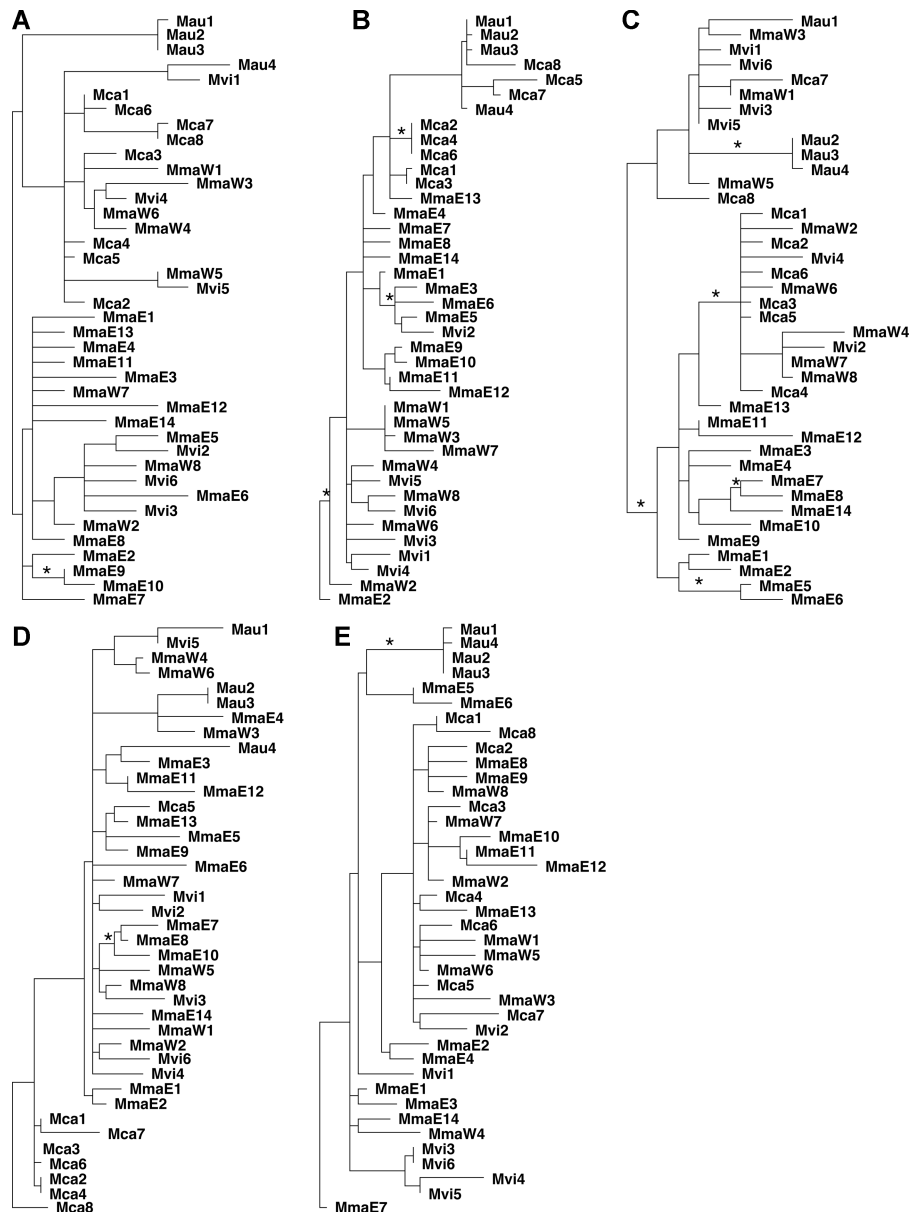 A
Mau1
Mau2
Mau3
Mau4
Mvi1
Mca1
Mca6
Mca7
Mca8
Mca3
MmaW1
MmaW3
Mvi4
MmaW6
MmaW4
Mca4
Mca5
MmaW5
Mvi5
Mca2
MmaE1
MmaE13
MmaE4
MmaE11
MmaE3
MmaW7
MmaE12
MmaE14
MmaE5
Mvi2
MmaW8
Mvi6
MmaE6
Mvi3
MmaW2
MmaE8
MmaE2
*
MmaE9
MmaE10
MmaE7
B
Mau1
Mau2
Mau3
Mca8
Mca5
Mca7
Mau4
*
Mca2
Mca4
Mca6
Mca1
Mca3
MmaE13
MmaE4
MmaE7
MmaE8
MmaE14
MmaE1
MmaE3
*
MmaE6
MmaE5
Mvi2
MmaE9
MmaE10
MmaE11
MmaE12
MmaW1
MmaW5
MmaW3
MmaW7
MmaW4
Mvi5
MmaW8
*
Mvi6
MmaW6
Mvi3
Mvi1
Mvi4
MmaW2
MmaE2
C
Mau1
MmaW3
Mvi1
Mvi6
Mca7
MmaW1
Mvi3
Mvi5
*
Mau2
Mau3
Mau4
MmaW5
Mca8
Mca1
MmaW2
Mca2
Mvi4
Mca6
MmaW6
*
Mca3
Mca5
MmaW4
Mvi2
MmaW7
MmaW8
Mca4
MmaE13
MmaE11
MmaE12
MmaE3
MmaE4
*
MmaE7
MmaE8
*
MmaE14
MmaE10
MmaE9
MmaE1
MmaE2
*
MmaE5
MmaE6
D
Mau1
Mvi5
MmaW4
MmaW6
Mau2
Mau3
MmaE4
MmaW3
Mau4
MmaE3
MmaE11
MmaE12
Mca5
MmaE13
MmaE5
MmaE9
MmaE6
MmaW7
Mvi1
Mvi2
MmaE7
*
MmaE8
MmaE10
MmaW5
MmaW8
Mvi3
MmaE14
MmaW1
MmaW2
Mvi6
Mvi4
MmaE1
MmaE2
Mca1
Mca7
Mca3
Mca6
Mca2
Mca4
Mca8
E
Mau1
*
Mau4
Mau2
Mau3
MmaE5
MmaE6
Mca1
Mca8
Mca2
MmaE8
MmaE9
MmaW8
Mca3
MmaW7
MmaE10
MmaE11
MmaE12
MmaW2
Mca4
MmaE13
Mca6
MmaW1
MmaW5
MmaW6
Mca5
MmaW3
Mca7
Mvi2
MmaE2
MmaE4
Mvi1
MmaE1
MmaE3
MmaE14
MmaW4
Mvi3
Mvi6
Mvi4
Mvi5
MmaE7